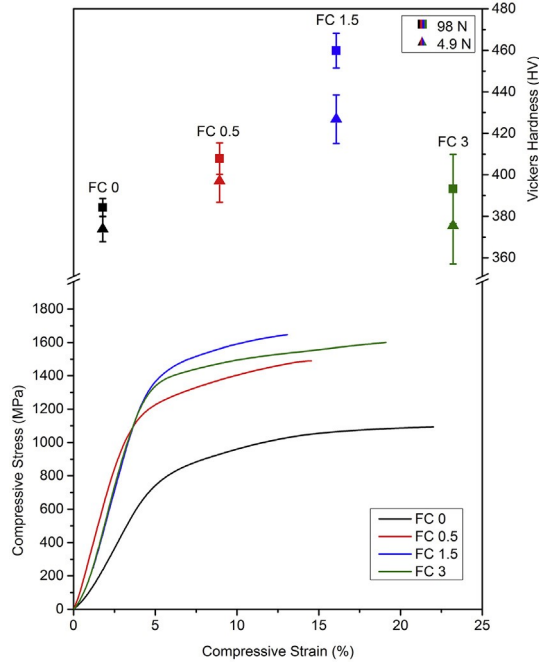 480
98 N
4.9 N
460
440
420
400
380
360
Vickers Hardness (HV)
FC 1.5
FC 0.5
FC 3
FC 0
1800
1600
1400
1200
1000
800
600
400
200
0
Compressive Stress (MPa)
FC 0
FC 0.5
FC 1.5
FC 3
0
5
10
15
20
25
Compressive Strain (%)